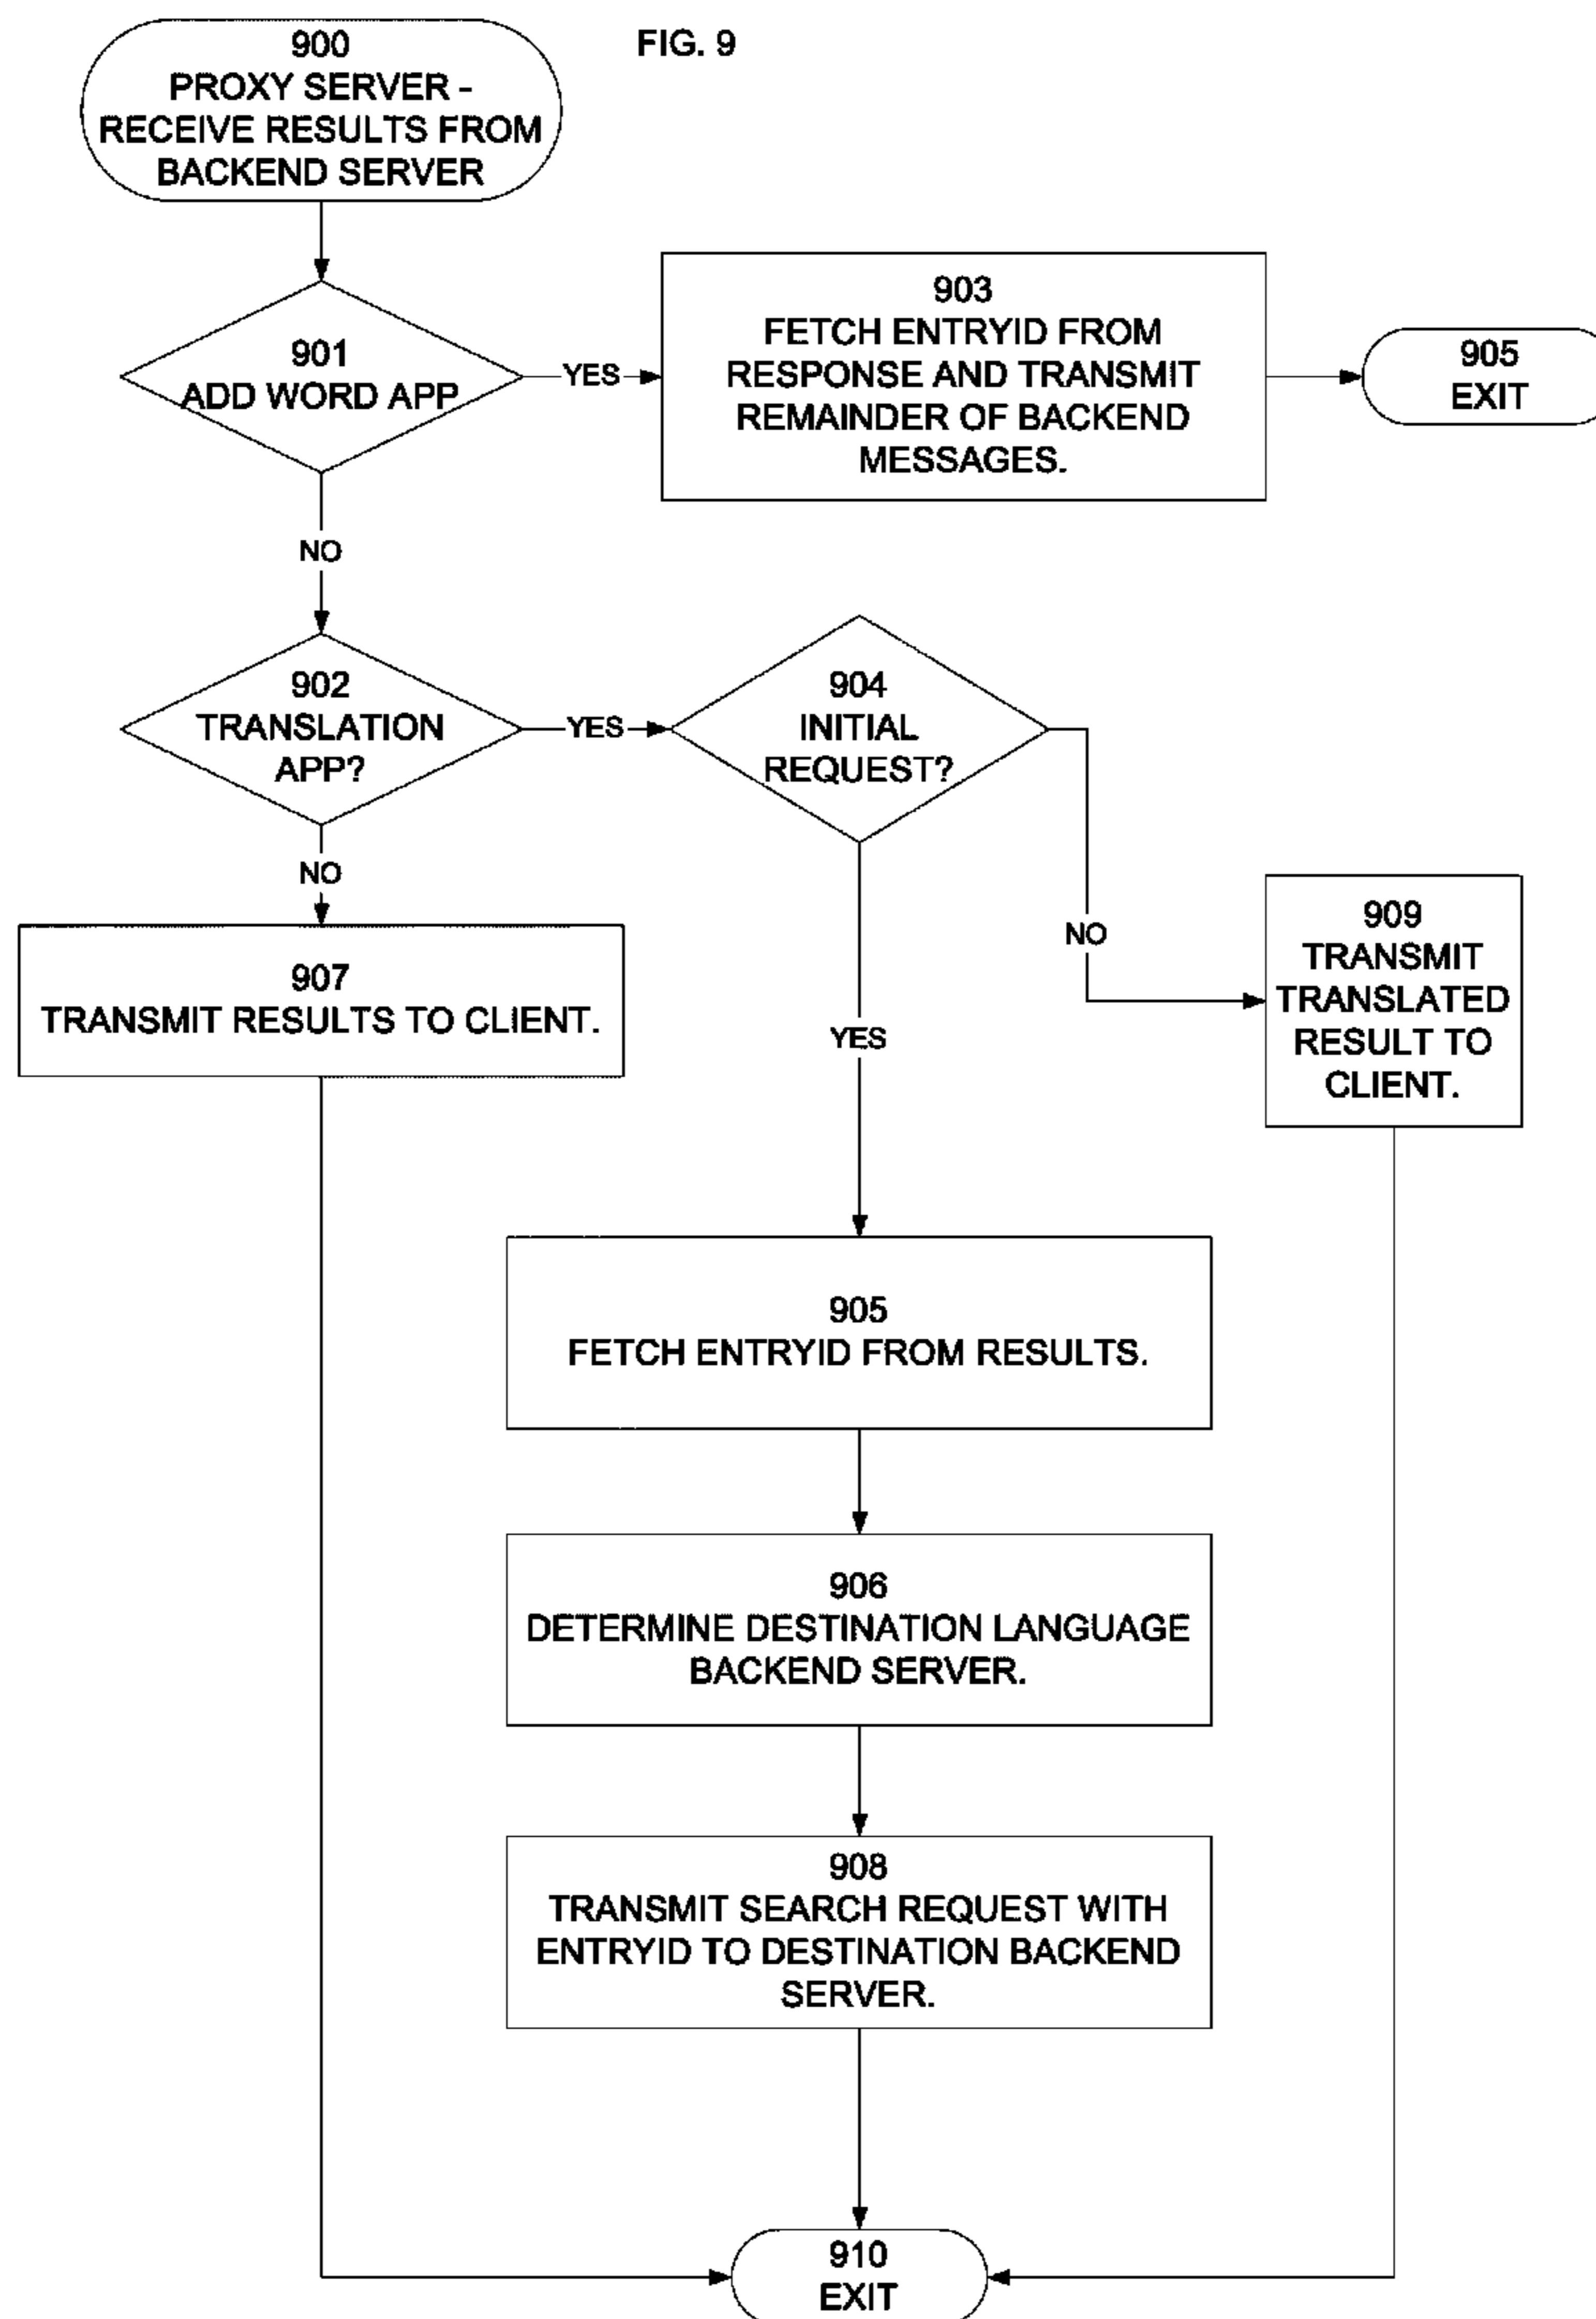 FIG. 9
900
PROXY SERVER -
RECEIVE RESULTS FROM
BACKEND SERVER
901
ADD WORD APP
YES
903
FETCH ENTRYID FROM
RESPONSE AND TRANSMIT
REMAINDER OF BACKEND
MESSAGES.
905
EXIT
NO
902
TRANSLATION
APP?
YES
904
INITIAL
REQUEST?
NO
907
TRANSMIT RESULTS TO CLIENT.
NO
909
TRANSMIT
TRANSLATED
RESULT TO
CLIENT.
YES
905
FETCH ENTRYID FROM RESULTS.
906
DETERMINE DESTINATION LANGUAGE
BACKEND SERVER.
908
TRANSMIT SEARCH REQUEST WITH
ENTRYID TO DESTINATION BACKEND
SERVER.
910
EXIT